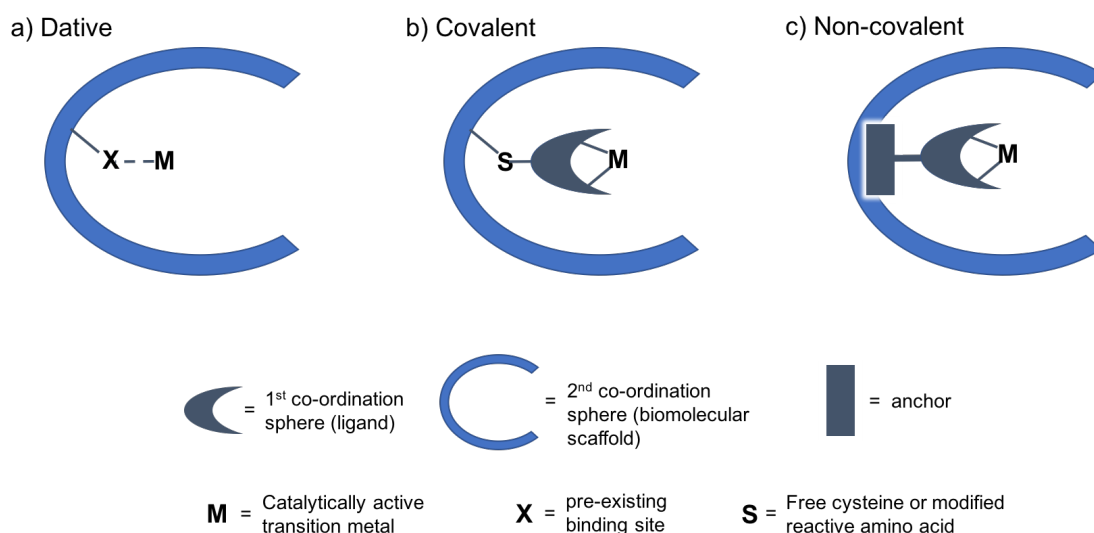 a) Dative
b) Covalent
c) Non-covalent
X
M
S
M
M
= 1st co-ordination
sphere (ligand)
= 2nd co-ordination
sphere (biomolecular
scaffold)
= anchor
M = Catalytically active
transition metal
X = pre-existing
binding site
S = Free cysteine or modified
reactive amino acid